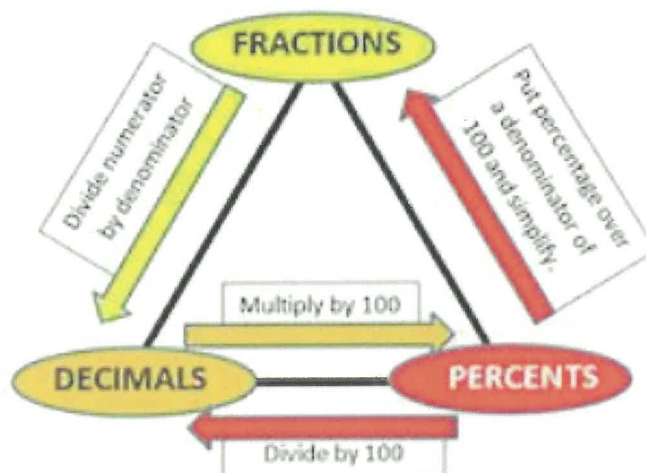 FRACTIONS
Divide numerator
by denominator
Put percentage over
a denominator of
100 and simplify.
Multiply by 100
DECIMALS
PERCENTS
Divide by 100